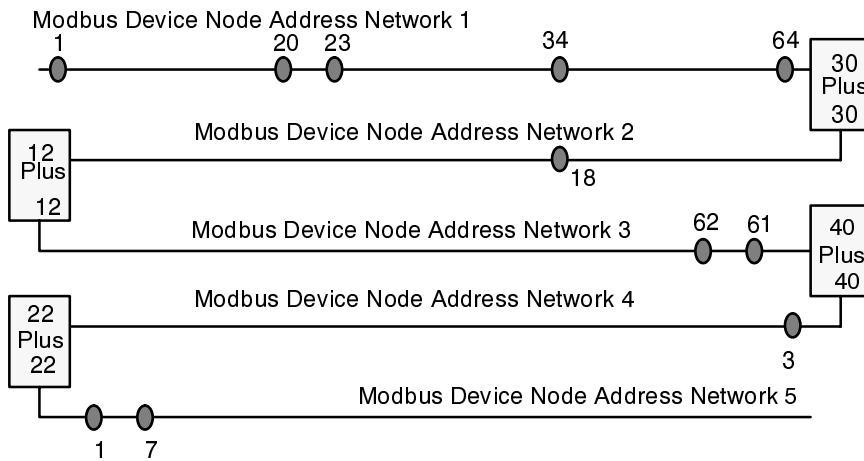 Modbus Device Node Address Network 1
1 20 23 34 64
30
Plus
30
Modbus Device Node Address Network 2
12
Plus
12
18
Modbus Device Node Address Network 3
62 61
40
Plus
40
Modbus Device Node Address Network 4
22
Plus
22
3
Modbus Device Node Address Network 5
1 7